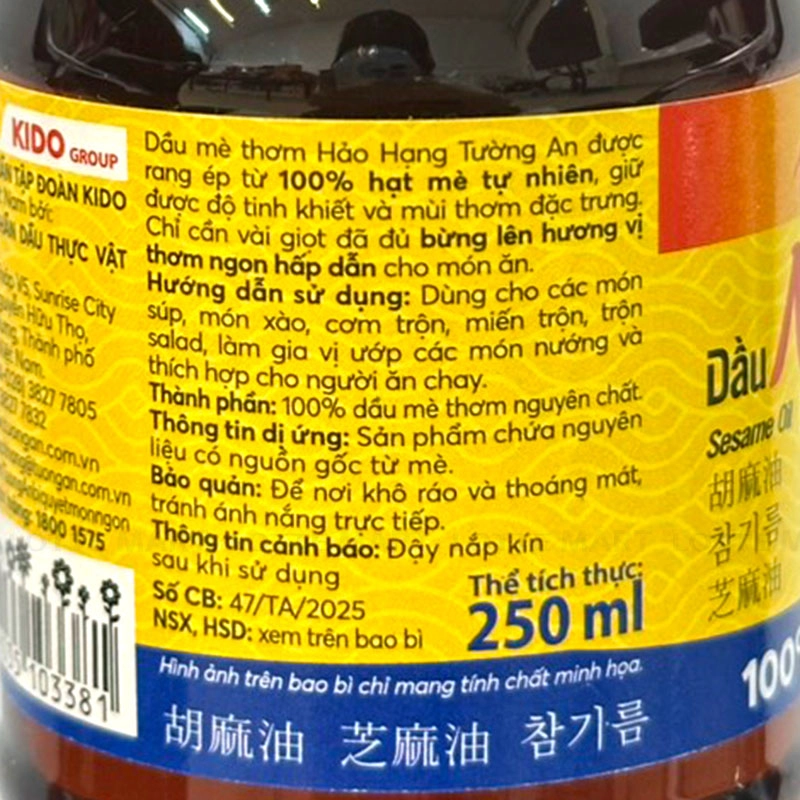 KIDO GROUP
TẬP ĐOÀN KIDO
Nam bởi:
DẦU THỰC VẬT
V5, Sunrise City
Hữu Thọ,
Thành phố
Nam.
3827 7805
3827 7832
1800 1575
103381
Dầu mè thơm Hảo Hạng Tường An được
rang ép từ 100% hạt mè tự nhiên, giữ
được độ tinh khiết và mùi thơm đặc trưng.
Chỉ cần vài giọt đã đủ bừng lên hương vị
thơm ngon hấp dẫn cho món ăn.
Hướng dẫn sử dụng: Dùng cho các món
súp, món xào, cơm trộn, miến trộn, trộn
salad, làm gia vị ướp các món nướng và
thích hợp cho người ăn chay.
Thành phần: 100% dầu mè thơm nguyên chất.
Thông tin dị ứng: Sản phẩm chứa nguyên
liệu có nguồn gốc từ mè.
Bảo quản: Để nơi khô ráo và thoáng mát,
tránh ánh nắng trực tiếp.
Thông tin cảnh báo: Đậy nắp kín
sau khi sử dụng
Số CB: 47/TA/2025
NSX, HSD: xem trên bao bì
Thể tích thực:
250 ml
Hình ảnh trên bao bì chỉ mang tính chất minh họa.
胡麻油 芝麻油 참기름
Dầu
Sesame Oil
胡麻油
참기름
芝麻油
100%